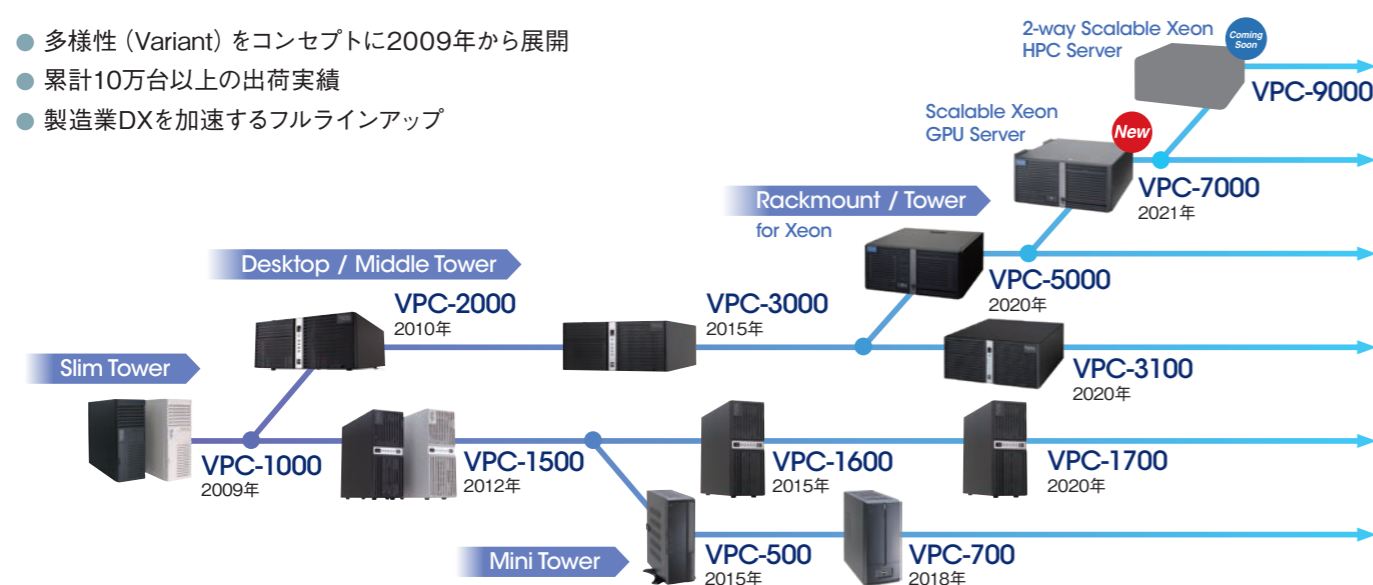 ● 多様性 (Variant) をコンセプトに2009年から展開
● 累計10万台以上の出荷実績
● 製造業DXを加速するフルラインアップ
2-way Scalable Xeon
HPC Server
Coming
Soon
VPC-9000
Scalable Xeon
GPU Server
New
VPC-7000
2021年
Rackmount / Tower
for Xeon
VPC-5000
2020年
Desktop / Middle Tower
VPC-2000
2010年
VPC-3000
2015年
VPC-3100
2020年
Slim Tower
VPC-1000
2009年
VPC-1500
2012年
VPC-1600
2015年
VPC-1700
2020年
Mini Tower
VPC-500
2015年
VPC-700
2018年